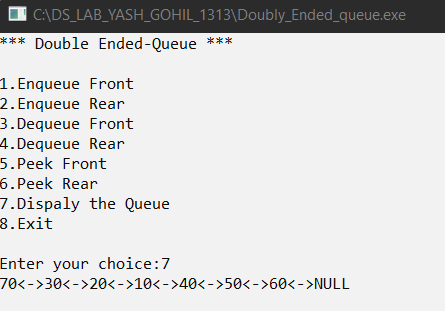 C:\DS_LAB_YASH_GOHIL_1313\Doubly_Ended_queue.exe
*** Double Ended-Queue ***
1.Enqueue Front
2.Enqueue Rear
3.Dequeue Front
4.Dequeue Rear
5.Peek Front
6.Peek Rear
7.Dispaly the Queue
8.Exit
Enter your choice:7
70<->30<->20<->10<->40<->50<->60<->NULL